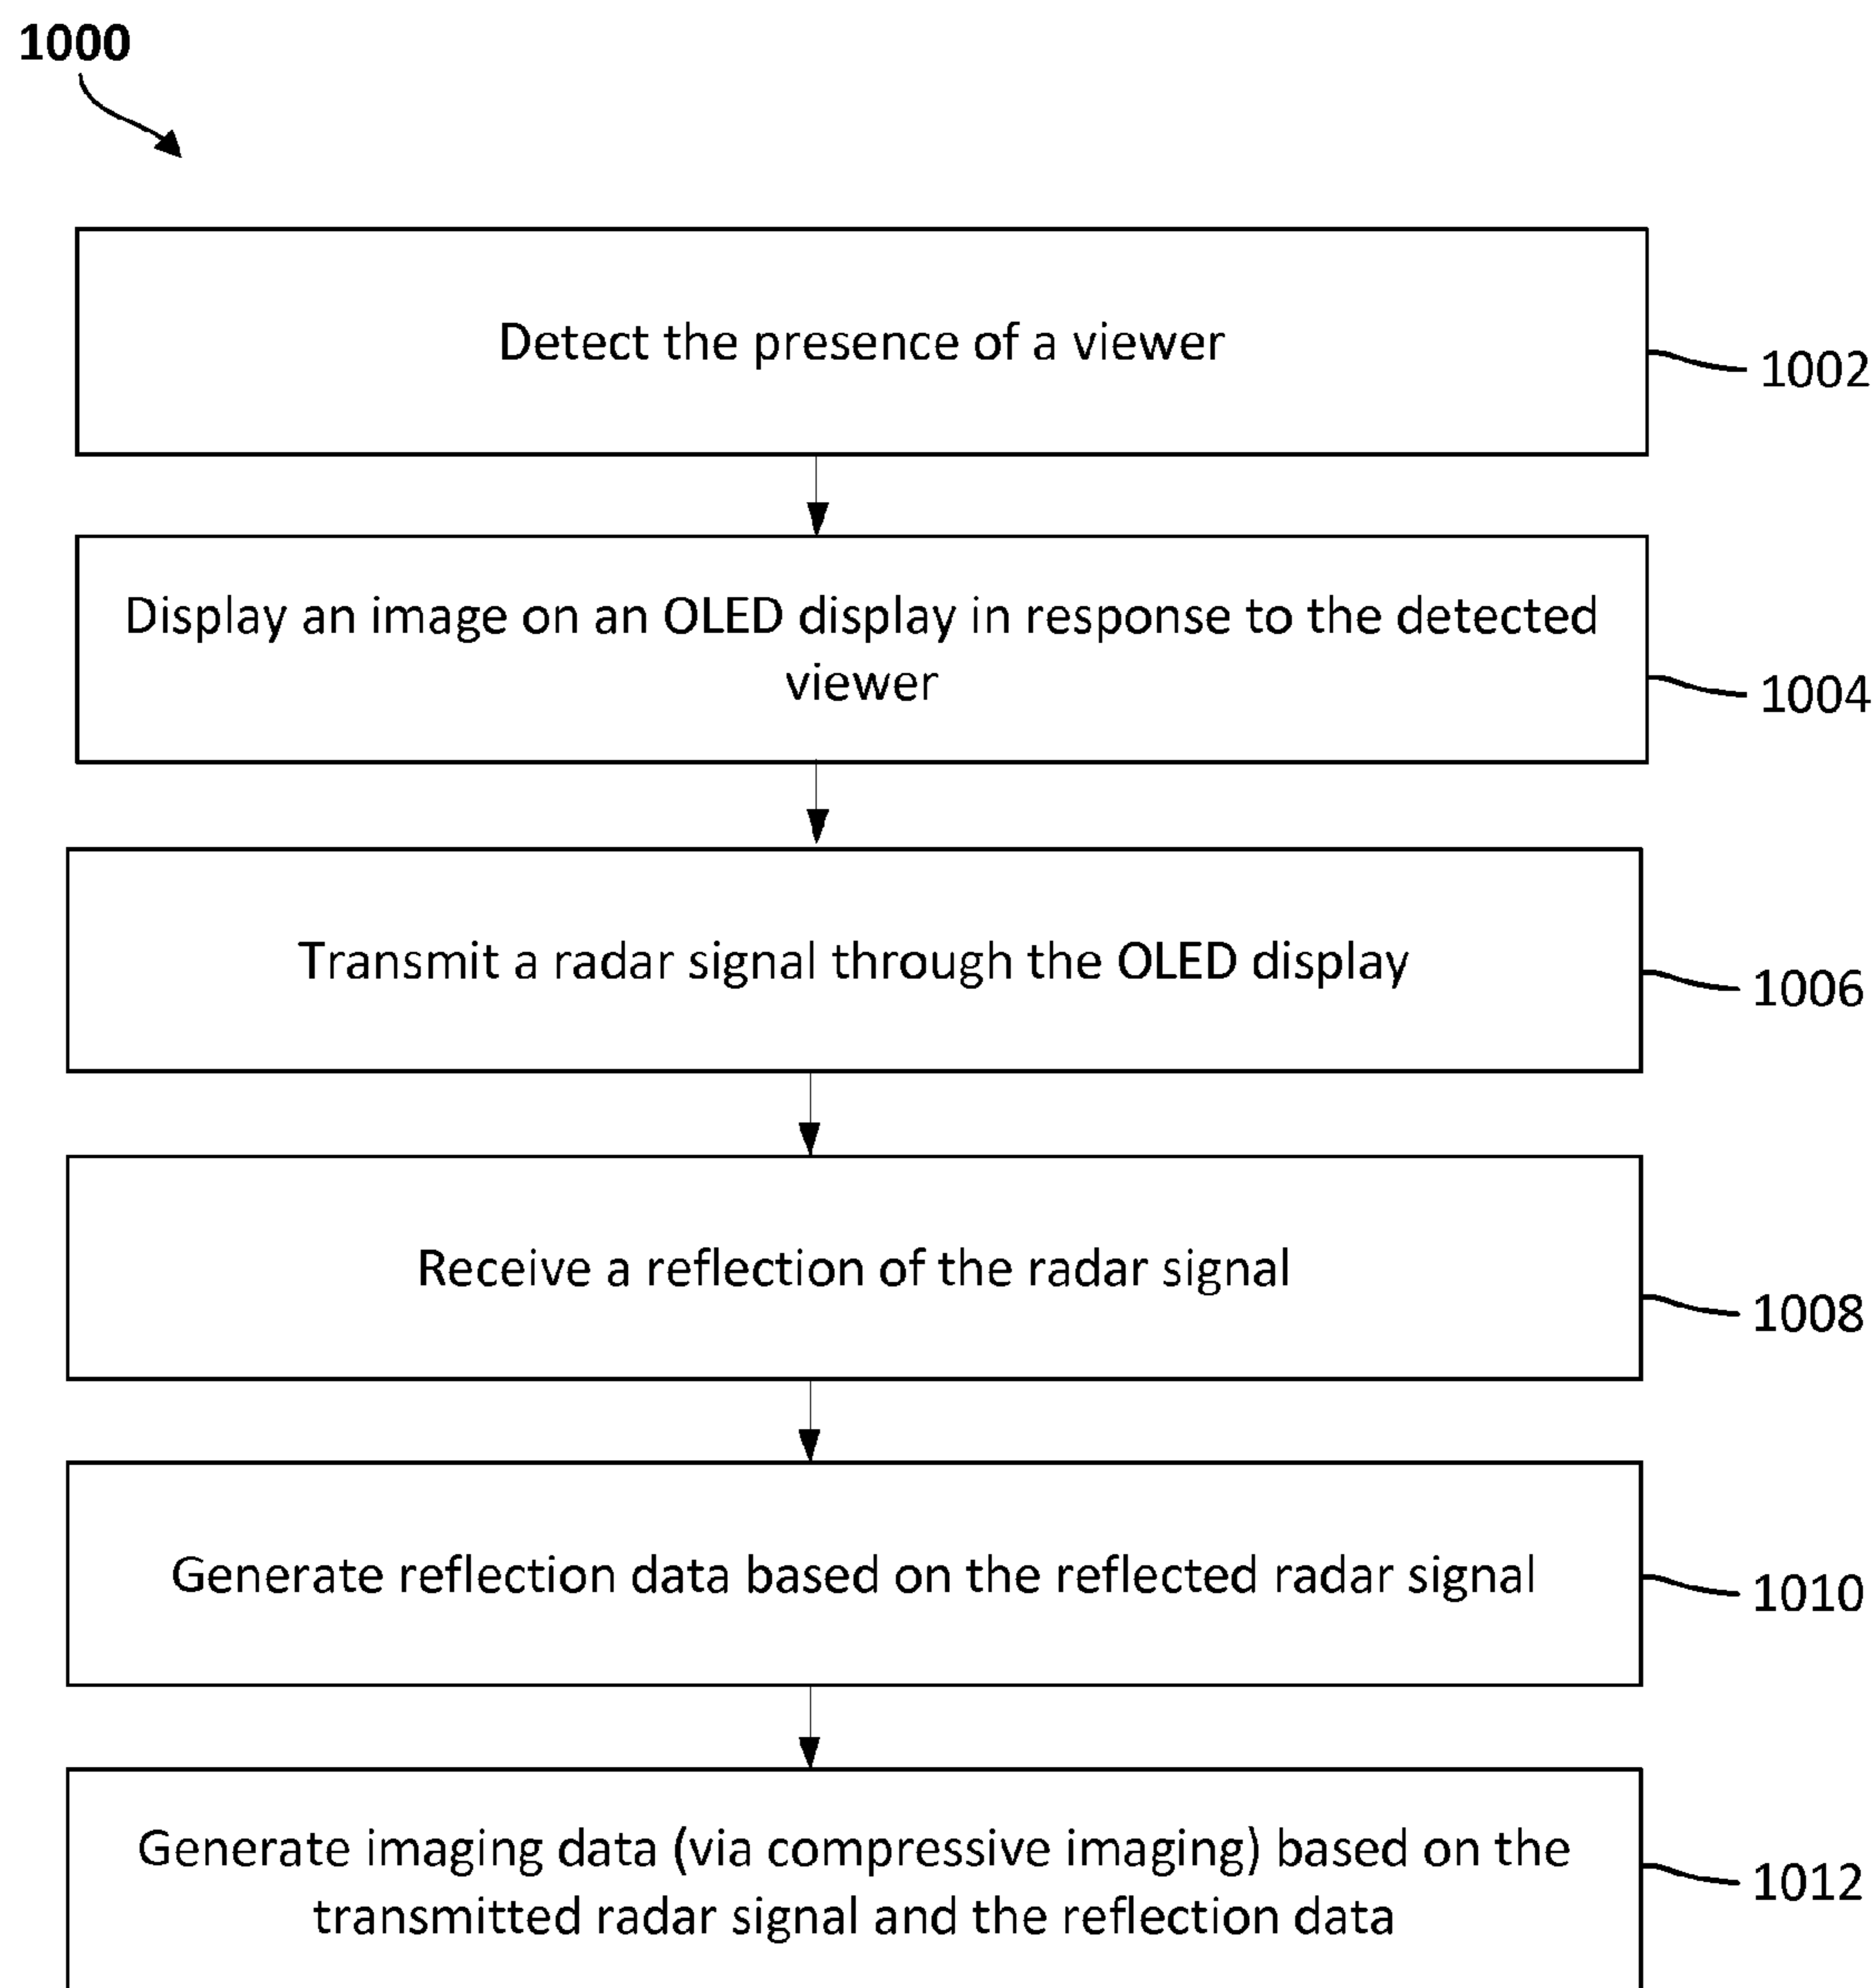 1000
Detect the presence of a viewer
1002
Display an image on an OLED display in response to the detected
viewer
1004
Transmit a radar signal through the OLED display
1006
Receive a reflection of the radar signal
1008
Generate reflection data based on the reflected radar signal
1010
Generate imaging data (via compressive imaging) based on the
transmitted radar signal and the reflection data
1012